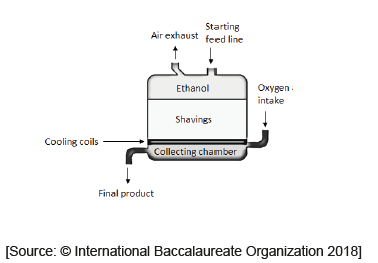 Starting
Air exhaust feed line
Ethanol
Oxygen
intake
Shavings
Cooling coils
Collecting chamber
Final product
[Source: © International Baccalaureate Organization 2018]